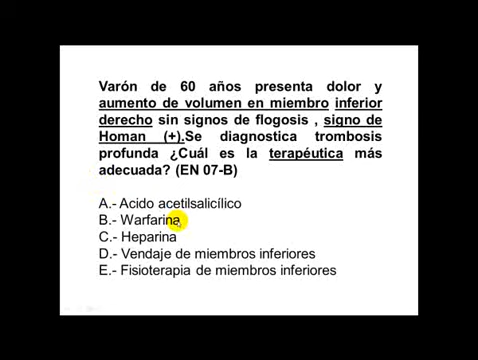 Varón de 60 años presenta dolor y
aumento de volumen en miembro inferior
derecho sin signos de flogosis , signo de
Homan (+).Se diagnostica trombosis
profunda ¿Cuál es la terapéutica más
adecuada? (EN 07-B)
A.- Acido acetilsalicílico
B.- Warfarina
C.- Heparina
D.- Vendaje de miembros inferiores
E.- Fisioterapia de miembros inferiores